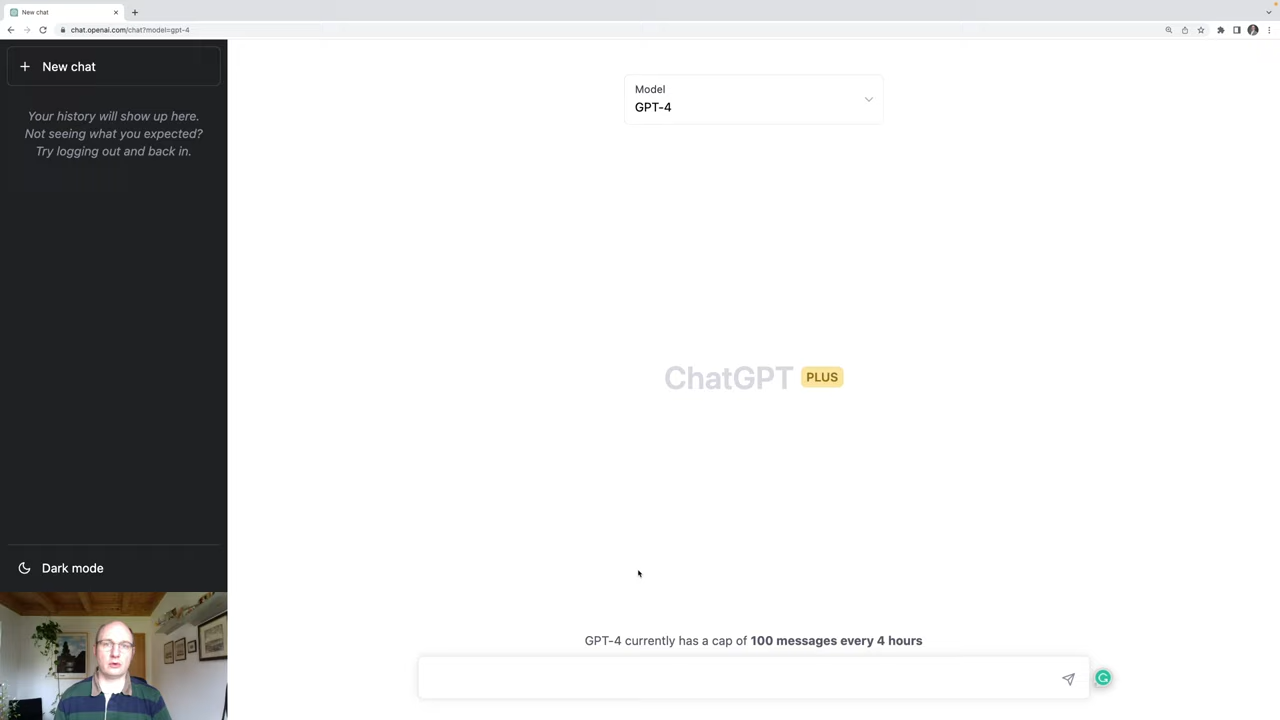 New chat
chat.openai.com/chat?model=gpt-4
New chat
Your history will show up here.
Not seeing what you expected?
Try logging out and back in.
Model
GPT-4
ChatGPT PLUS
Dark mode
GPT-4 currently has a cap of 100 messages every 4 hours